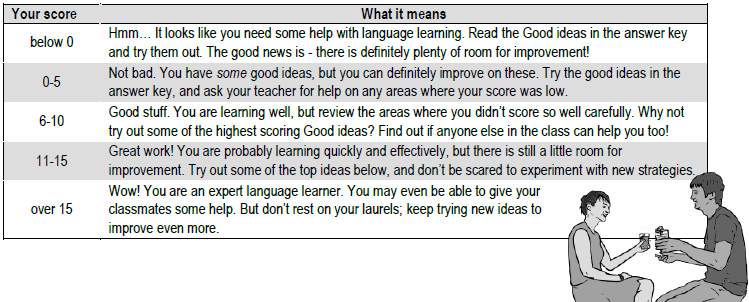 Your score What it means
below 0 Hmm… It looks like you need some help with language learning. Read the Good ideas in the answer key
and try them out. The good news is - there is definitely plenty of room for improvement!
0-5 Not bad. You have some good ideas, but you can definitely improve on these. Try the good ideas in the
answer key, and ask your teacher for help on any areas where your score was low.
6-10 Good stuff. You are learning well, but review the areas where you didn’t score so well carefully. Why not
try out some of the highest scoring Good ideas? Find out if anyone else in the class can help you too!
11-15 Great work! You are probably learning quickly and effectively, but there is still a little room for
improvement. Try out some of the top ideas below, and don’t be scared to experiment with new strategies.
over 15 Wow! You are an expert language learner. You may even be able to give your
classmates some help. But don’t rest on your laurels; keep trying new ideas to
improve even more.